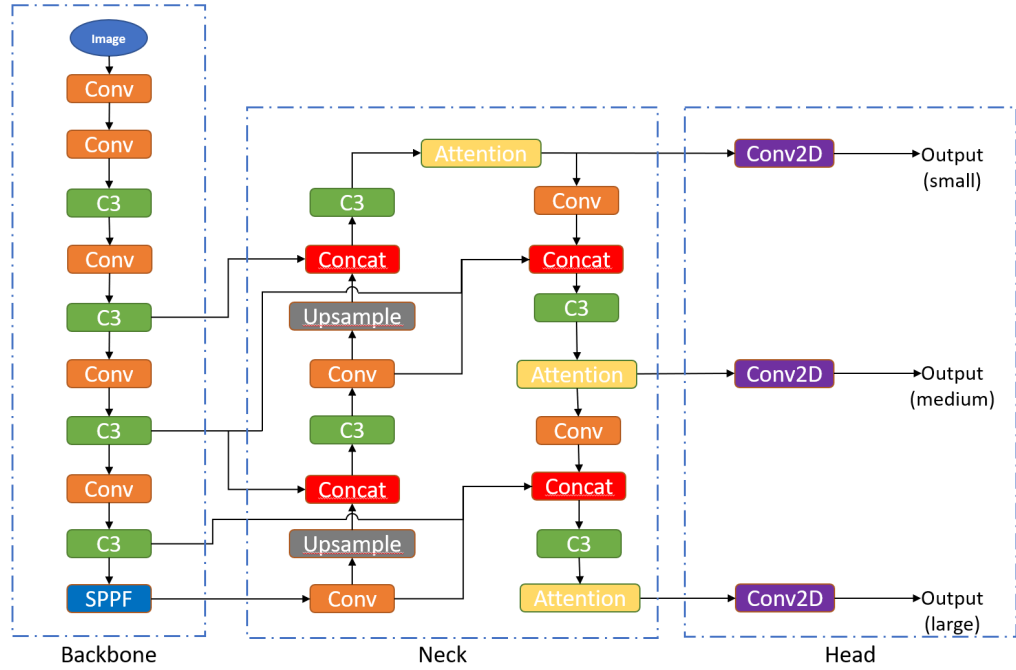 Image
Conv
Conv
C3
Conv
C3
Conv
C3
Conv
C3
SPPF
Backbone
Attention
C3
Concat
Upsample
Conv
C3
Concat
Upsample
Conv
Conv
Concat
C3
Attention
Conv
Concat
C3
Attention
Neck
Conv2D
Output
(small)
Conv2D
Output
(medium)
Conv2D
Output
(large)
Head